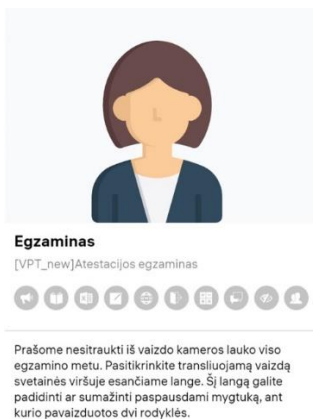 Egzaminas
[VPT_new]Atestacijos egzaminas
Prašome nesitraukti iš vaizdo kameros lauko viso
egzamino metu. Pasitikrinkite transliuojamą vaizdą
svetainės viršuje esančiame lange. Šį langą galite
padidinti ar sumažinti paspausdami mygtuką, ant
kurio pavaizduotos dvi rodyklės.